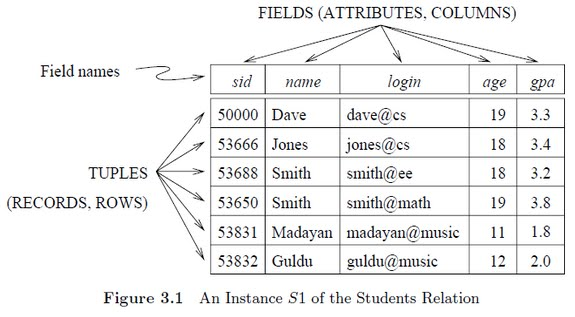 FIELDS (ATTRIBUTES, COLUMNS)
Field names
sid name login age gpa
50000 Dave dave@cs 19 3.3
53666 Jones jones@cs 18 3.4
53688 Smith smith@ee 18 3.2
53650 Smith smith@math 19 3.8
53831 Madayan madayan@music 11 1.8
53832 Guldu guldu@music 12 2.0
TUPLES
(RECORDS, ROWS)
Figure 3.1 An Instance S1 of the Students Relation